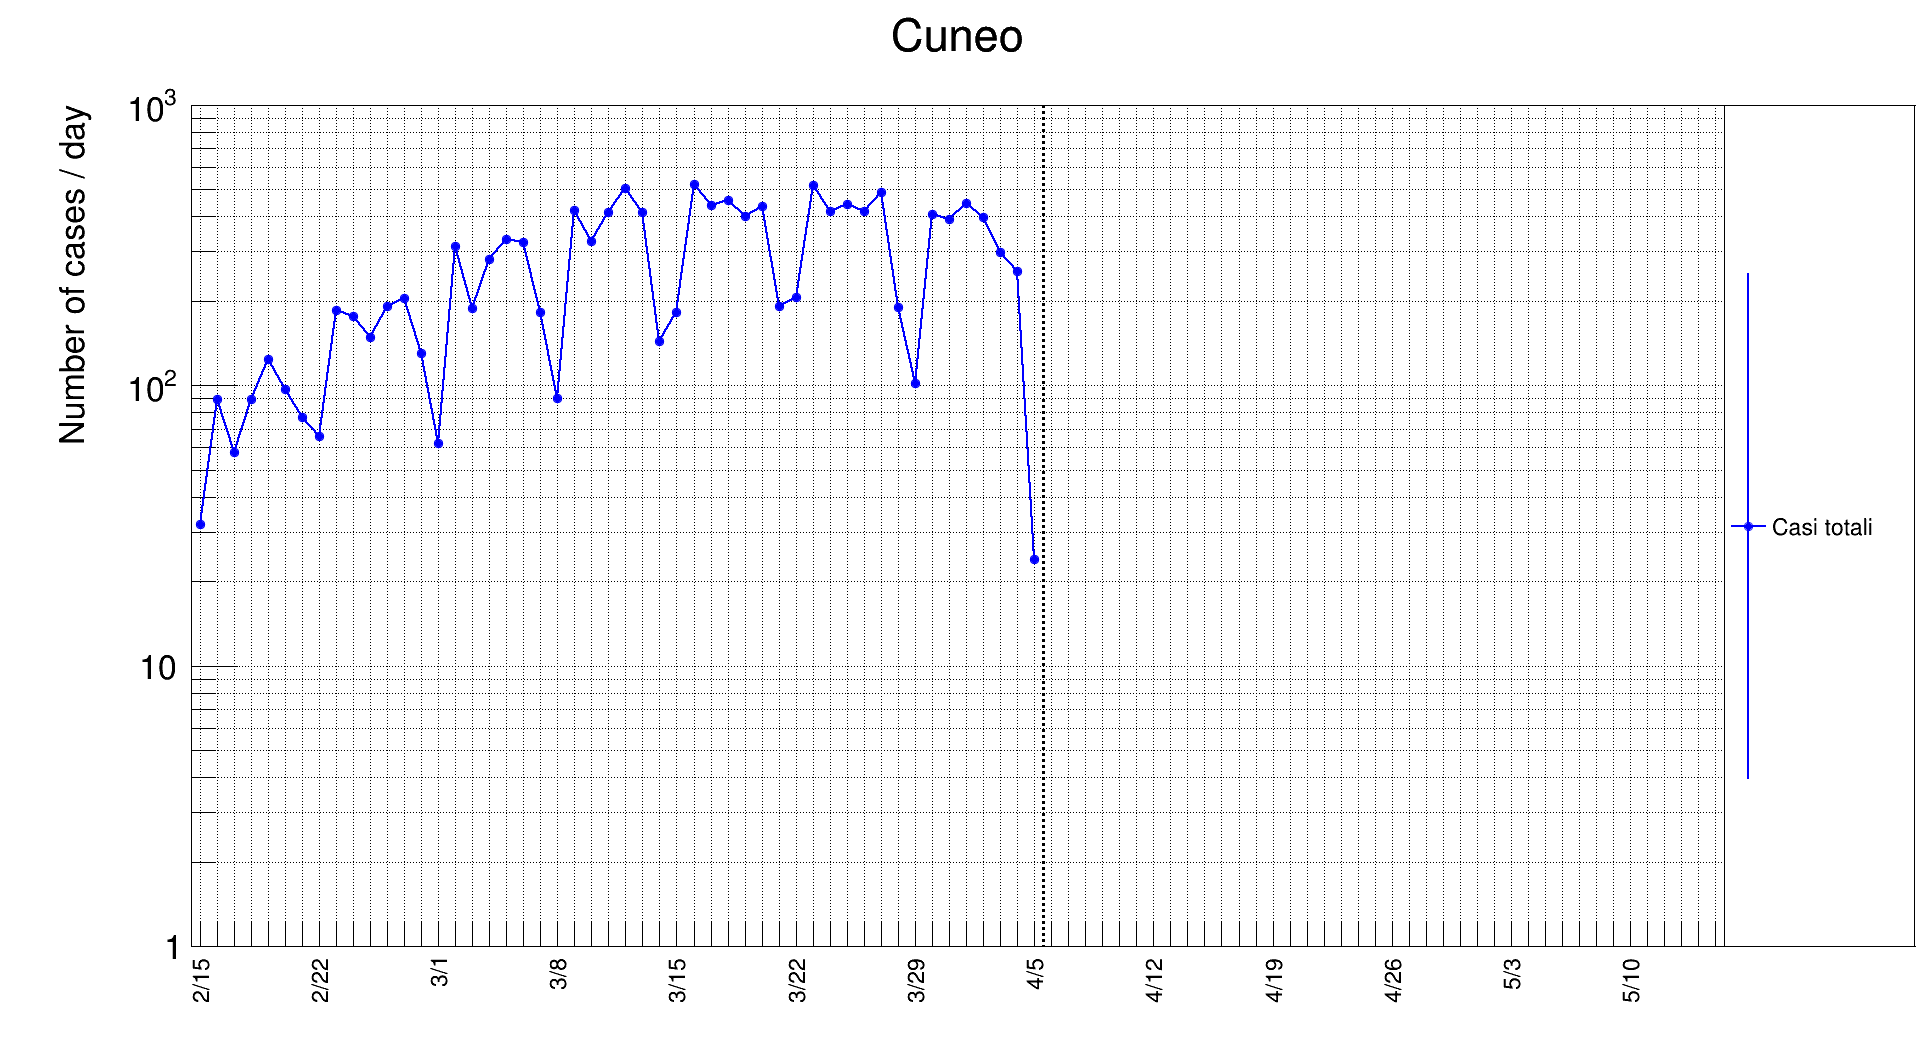 Cuneo
Number of cases / day
10³
10²
10
1
2/15 2/22 3/1 3/8 3/15 3/22 3/29 4/5 4/12 4/19 4/26 5/3 5/10
Casi totali